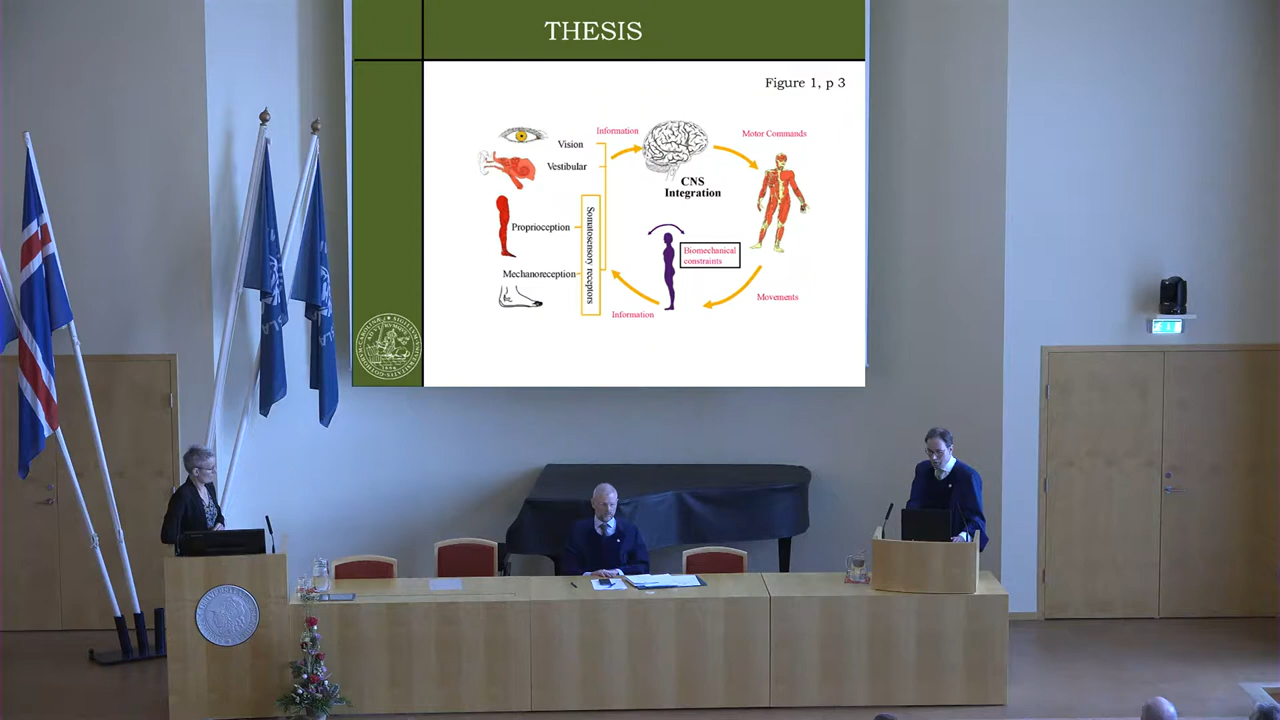 THESIS
Figure 1, p 3
Vision
Vestibular
Proprioception
Mechanoreception
Somatosensory receptors
Information
CNS
Integration
Motor Commands
Biomechanical
constraints
Movements
Information